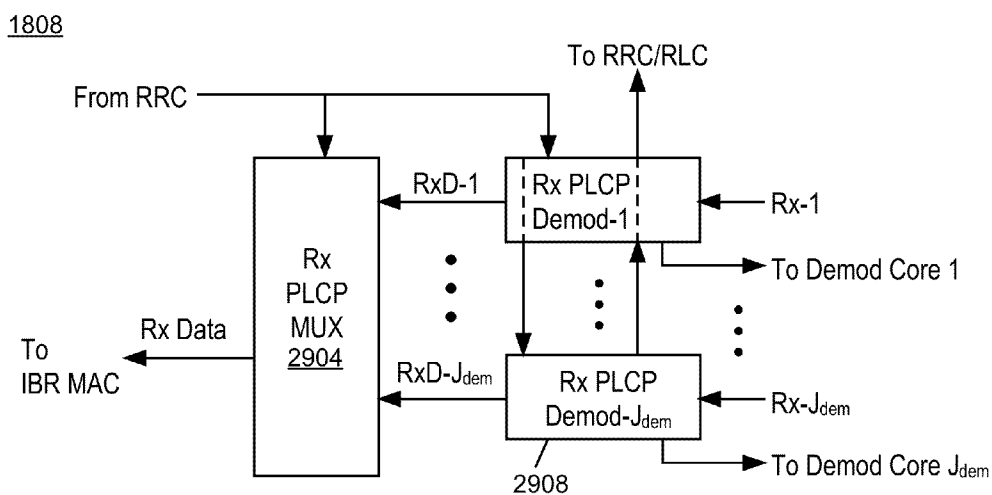 1808
To RRC/RLC
From RRC
RxD-1
Rx PLCP
Demod-1
Rx-1
To Demod Core 1
Rx
PLCP
MUX
2904
Rx Data
To
IBR MAC
RxD-Jdem
Rx PLCP
Demod-Jdem
Rx-Jdem
To Demod Core Jdem
2908